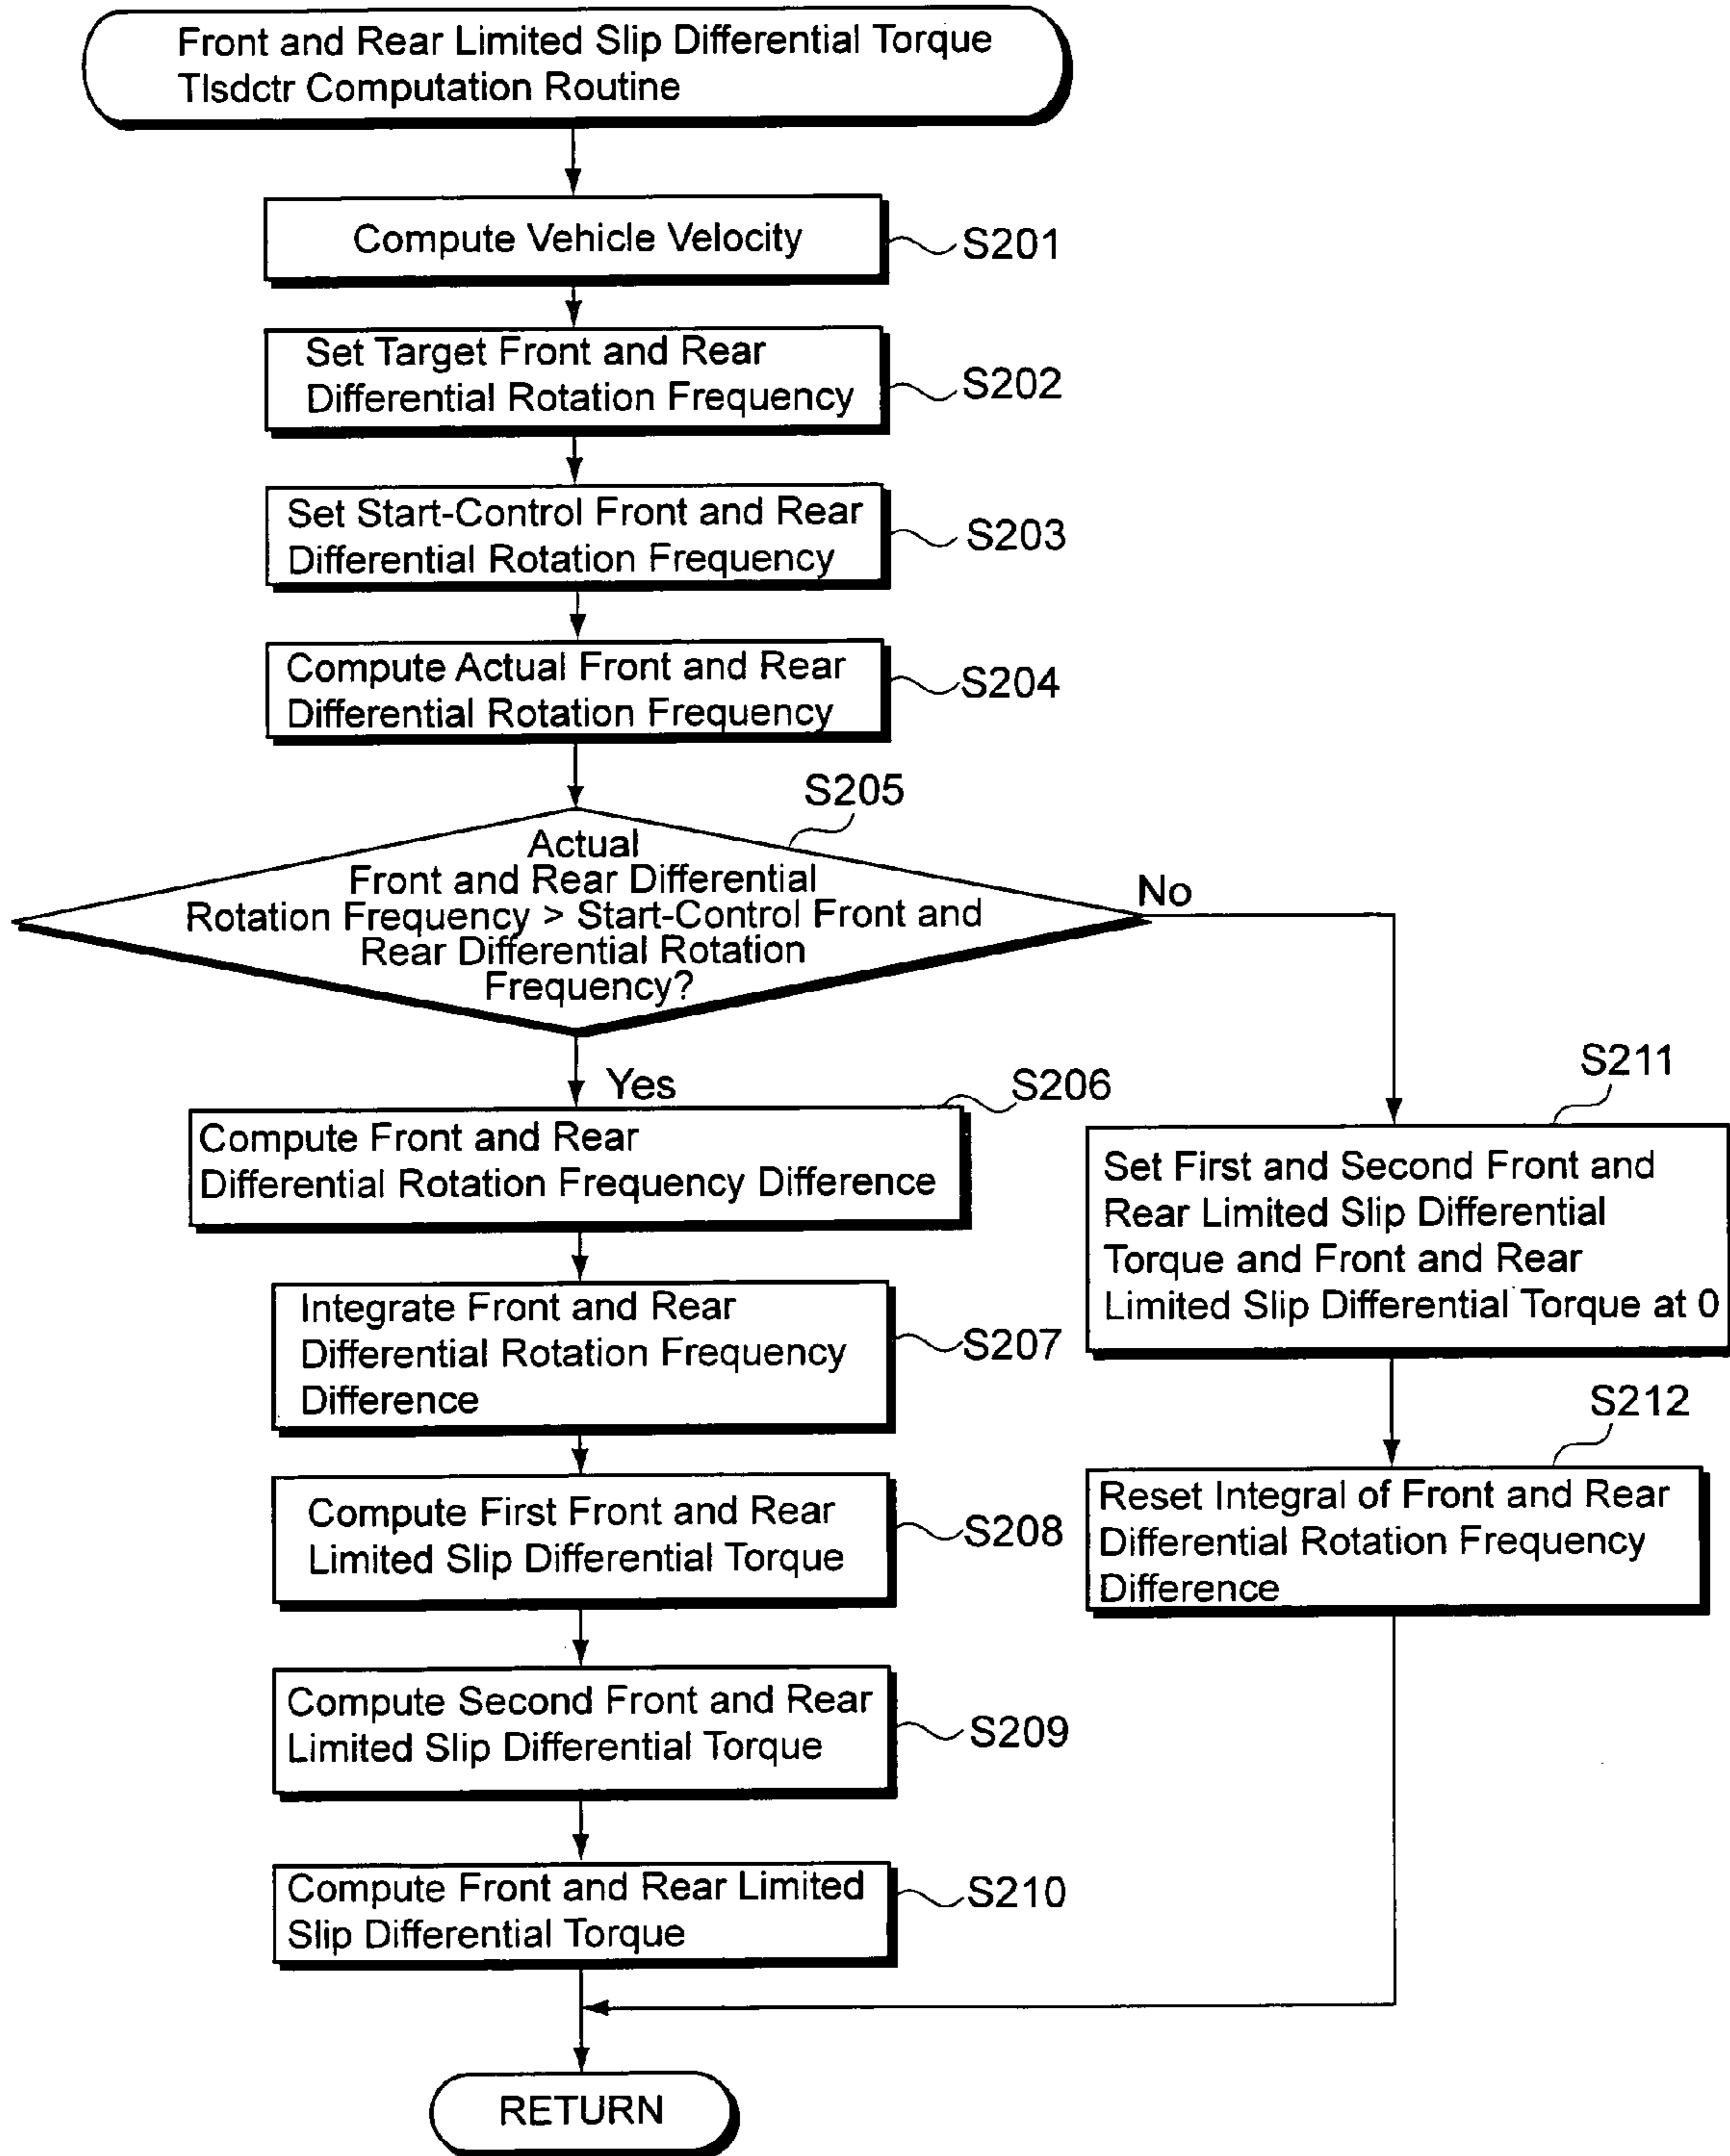 Front and Rear Limited Slip Differential Torque
Tlsdctr Computation Routine
Compute Vehicle Velocity
S201
Set Target Front and Rear
Differential Rotation Frequency
S202
Set Start-Control Front and Rear
Differential Rotation Frequency
S203
Compute Actual Front and Rear
Differential Rotation Frequency
S204
S205
Actual
Front and Rear Differential
Rotation Frequency > Start-Control Front and
Rear Differential Rotation
Frequency?
No
Yes
S206
Compute Front and Rear
Differential Rotation Frequency Difference
Integrate Front and Rear
Differential Rotation Frequency
Difference
S207
Compute First Front and Rear
Limited Slip Differential Torque
S208
Compute Second Front and Rear
Limited Slip Differential Torque
S209
Compute Front and Rear Limited
Slip Differential Torque
S210
S211
Set First and Second Front and
Rear Limited Slip Differential
Torque and Front and Rear
Limited Slip Differential Torque at 0
S212
Reset Integral of Front and Rear
Differential Rotation Frequency
Difference
RETURN